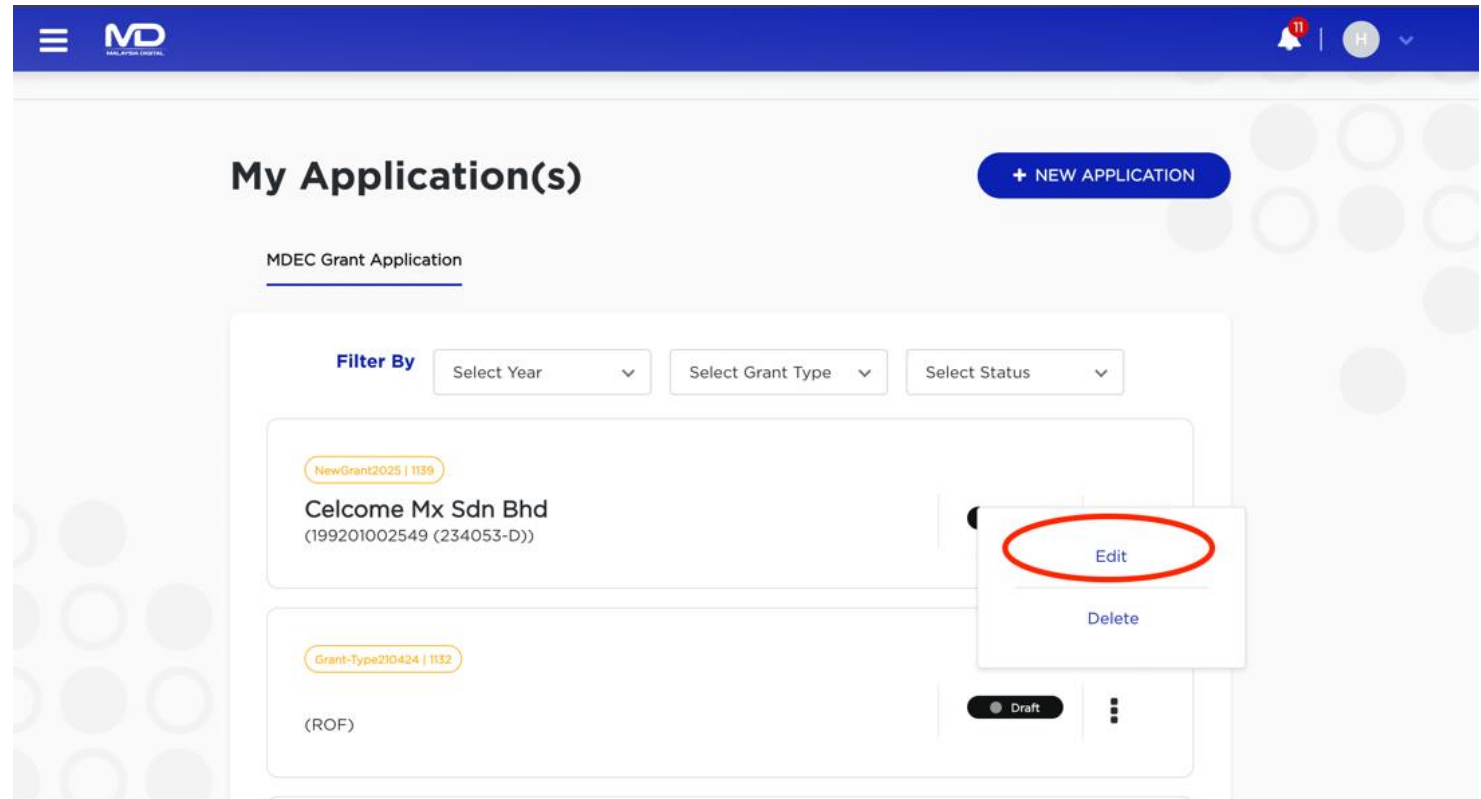 MD
MALAYSIA DIGITAL
11
H
My Application(s)
+ NEW APPLICATION
MDEC Grant Application
Filter By
Select Year
Select Grant Type
Select Status
NewGrant2025 | 1139
Celcome Mx Sdn Bhd
(199201002549 (234053-D))
Edit
Delete
Grant-Type210424 | 1132
(ROF)
Draft